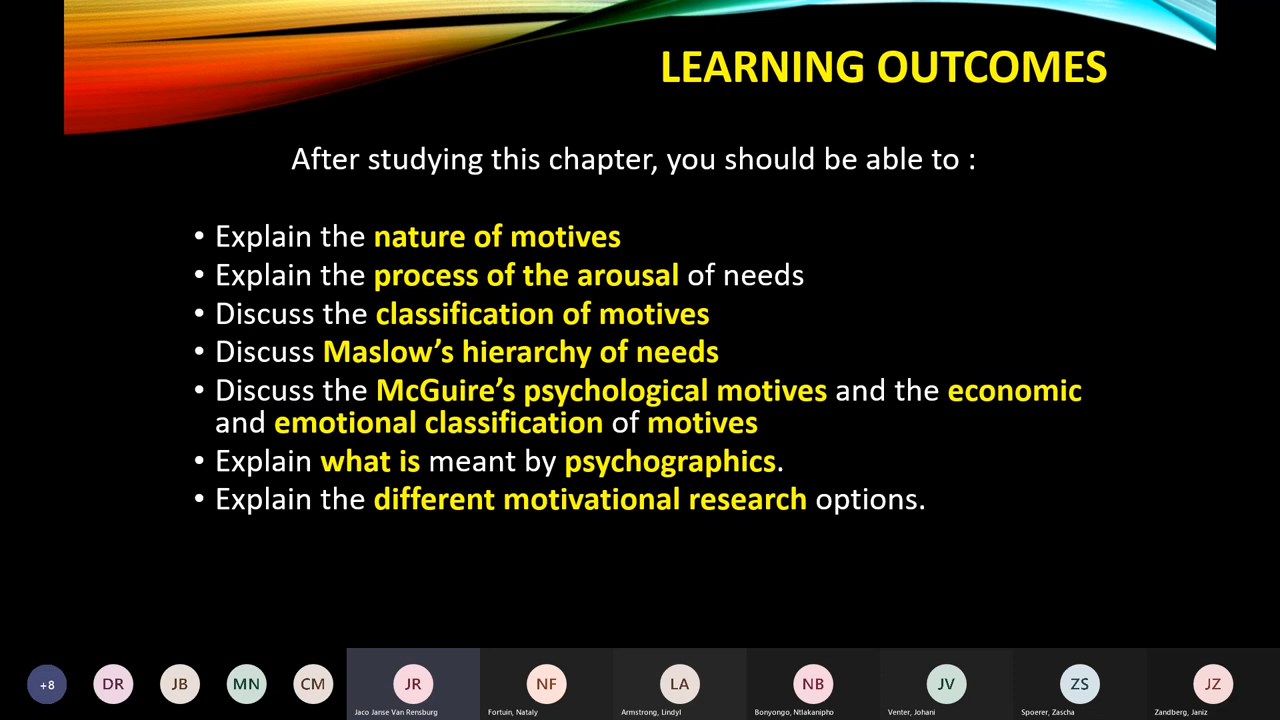 LEARNING OUTCOMES
After studying this chapter, you should be able to :
• Explain the nature of motives
• Explain the process of the arousal of needs
• Discuss the classification of motives
• Discuss Maslow’s hierarchy of needs
• Discuss the McGuire’s psychological motives and the economic
and emotional classification of motives
• Explain what is meant by psychographics.
• Explain the different motivational research options.
+8 DR JB MN CM JR NF LA NB JV ZS JZ
Jaco Janse Van Rensburg Fortuin, Nataly Armstrong, Lindyl Bonyongo, Ntlakanipho Venter, Johani Spoerer, Zascha Zandberg, Janiz